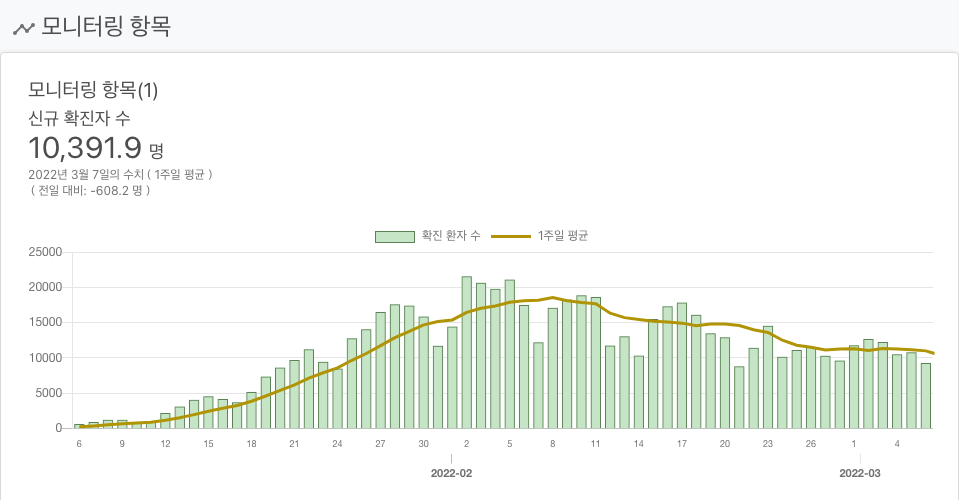 모니터링 항목
모니터링 항목(1)
신규 확진자 수
10,391.9 명
2022년 3월 7일의 수치 ( 1주일 평균 )
( 전일 대비: -608.2 명 )
확진 환자 수 1주일 평균
25000
20000
15000
10000
5000
0
6 9 12 15 18 21 24 27 30 2 5 8 11 14 17 20 23 26 1 4
2022-02 2022-03